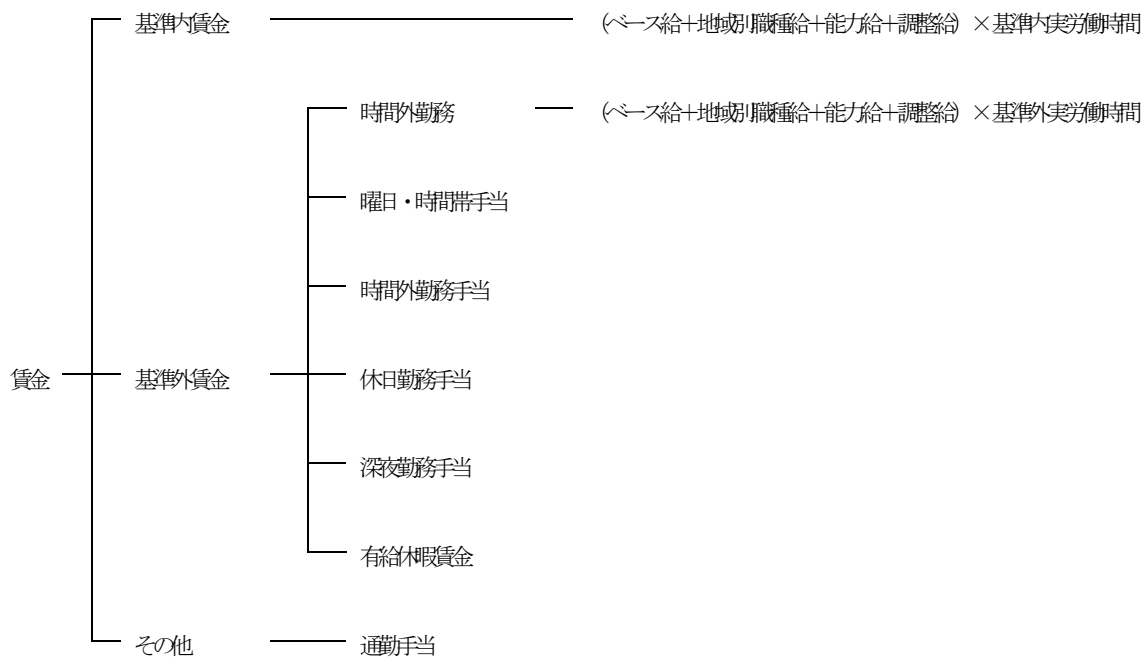 基準内賃金 (ベース給+地域別職種給+能力給+調整給)×基準内実労働時間
時間外勤務 (ベース給+地域別職種給+能力給+調整給)×基準外実労働時間
曜日・時間帯手当
時間外勤務手当
賃金 基準外賃金 休日勤務手当
深夜勤務手当
有給休暇賃金
その他 通勤手当